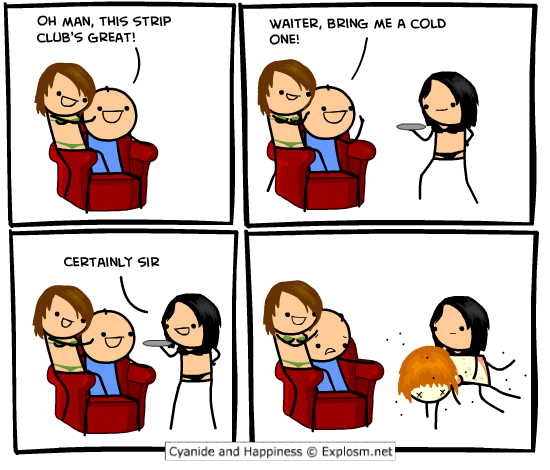 OH MAN, THIS STRIP
CLUB'S GREAT!
WAITER, BRING ME A COLD
ONE!
CERTAINLY SIR
Cyanide and Happiness © Explosm.net